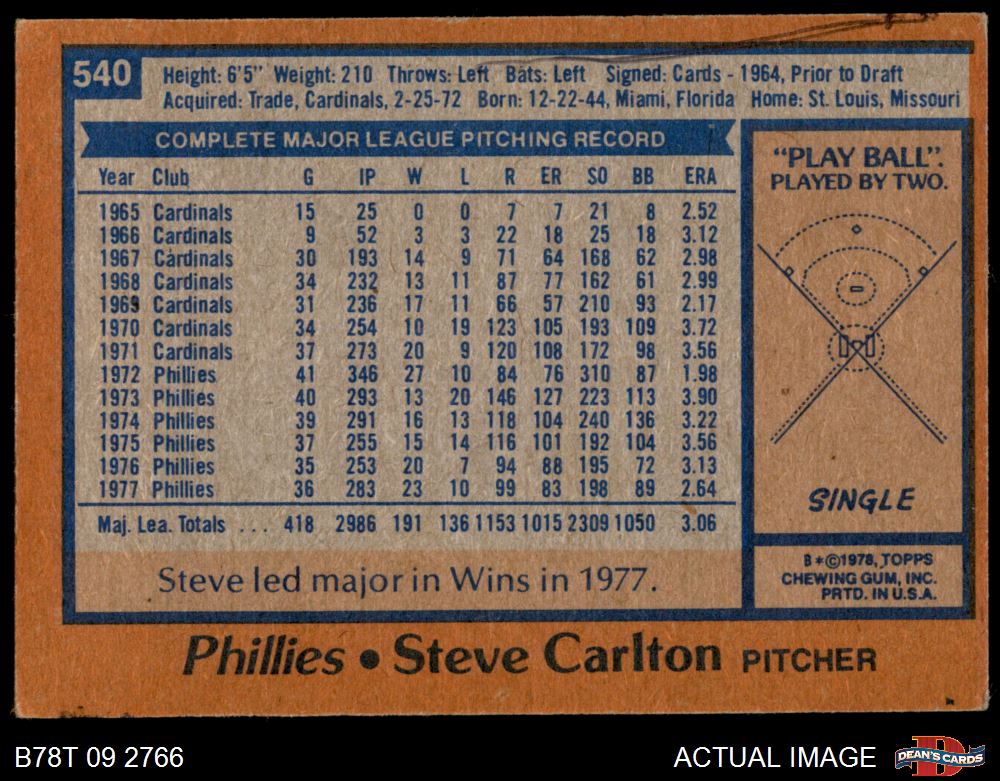 540
Height: 6'5" Weight: 210 Throws: Left Bats: Left Signed: Cards - 1964, Prior to Draft
Acquired: Trade, Cardinals, 2-25-72 Born: 12-22-44, Miami, Florida Home: St. Louis, Missouri
COMPLETE MAJOR LEAGUE PITCHING RECORD
Year Club G IP W L R ER SO BB ERA
1965 Cardinals 15 25 0 0 7 7 21 8 2.52
1966 Cardinals 9 52 3 3 22 18 25 18 3.12
1967 Cardinals 30 193 14 9 71 64 168 62 2.98
1968 Cardinals 34 232 13 11 87 77 162 61 2.99
1969 Cardinals 31 236 17 11 66 57 210 93 2.17
1970 Cardinals 34 254 10 19 123 105 193 109 3.72
1971 Cardinals 37 273 20 9 120 108 172 98 3.56
1972 Phillies 41 346 27 10 84 76 310 87 1.98
1973 Phillies 40 293 13 20 146 127 223 113 3.90
1974 Phillies 39 291 16 13 118 104 240 136 3.22
1975 Phillies 37 255 15 14 116 101 192 104 3.56
1976 Phillies 35 253 20 7 94 88 195 72 3.13
1977 Phillies 36 283 23 10 99 83 198 89 2.64
Maj. Lea. Totals ... 418 2986 191 136 1153 1015 2309 1050 3.06
Steve led major in Wins in 1977.
"PLAY BALL".
PLAYED BY TWO.
SINGLE
B*©1978, TOPPS
CHEWING GUM, INC.
PRTD. IN U.S.A.
Phillies • Steve Carlton PITCHER
B78T 09 2766
ACTUAL IMAGE
D
DEAN'S CARDS